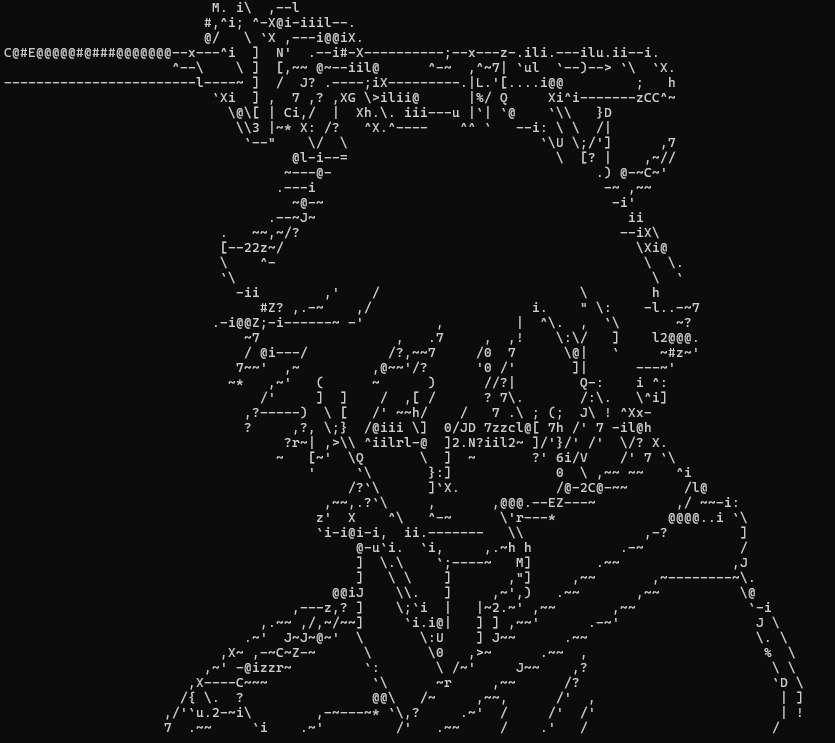 M. i\  ,--l
                         #,^i; ^-X@i-iiil--.
                         @/   \ `X ,---i@@iX.
C@#E@@@@@#@###@@@@@@@--x---^i  ]  N'  .--i#-X----------;--x---z-.ili.---ilu.ii--i.
                     ^--\    \ ]  [,~~ @~--iil@      ^-~  ,^~7| `ul  `--)--> `\  `X.
------------------------l----~ ]  /  J? .----;iX---------.|L.'[....i@@         ;   h
                          `Xi  ] ,  7 ,? ,XG \>ilii@      |%/ Q     Xi^i-------zCC^~
                            \@\[ | Ci,/  |  Xh.\. iii---u |`| `@    `\\   }D
                             \\3 |~* X: /?   ^X.^----    ^^ `   --i: \ \  /|
                              `--"    \/  \                        `\U \;/']      ,7
                                    @l-i--=                          \  [? |    ,~//
                                   ~---@-                                 .) @-~C~'
                                  .---i                                    -~ ,~~
                                    ~@-~                                    -i'
                                 .--~J~                                       ii
                           .   ~~,~/?                                        --iX\
                           [--22z~/                                            \Xi@
                           \    ^-                                              \  \.
                           `\                                                    \  `
                             -ii        ,'    /                         \        h
                                #Z? ,.-~    ,/                    i.    " \:    -l..-~7
                          .-i@@Z;-i------~ -'         ,         |  ^\.  ,  `\       ~?
                              ~7                 ,   .7     ,  ,!    \:\/   ]    l2@@@.
                              / @i---/          /?,~~7     /0  7      \@|   `     ~#z~'
                             7~~'  ,~         ,@~~'/?      '0 /'       ]|      ---~'
                            ~*   ,~'   (      ~      )      //?|        Q-:    i ^:
                                /'     ]  ]    /  ,[ /      ? 7\.       /:\.   \^i]
                              ,?-----)  \ [   /' ~~h/    /   7 .\ ; (;  J\ ! ^Xx-
                              ?     ,?, \;}  /@iii \]  0/JD 7zzcl@[ 7h /' 7 -il@h
                                   ?r~| ,>\\ ^iilrl-@  ]2.N?iil2~ ]/'}/' /'  \/? X.
                                  ~   [~'  \Q       \  ]  ~       ?' 6i/V    /' 7 `\
                                      '     `\       }:]             0  \ ,~~ ~~    ^i
                                           /?`\      ]`X.            /@-2C@-~~       /l@
                                        ,~~,.?`\     ,       ,@@@.--EZ---~          ,/ ~~-i:
                                       z'  X    ^\   ^-~      \'r---*              @@@@..i `\
                                       `i-i@i-i,  ii.-------   \\               ,-?         ]
                                            @-u`i.  `i,     ,.~h h           .-~            /
                                            ]  \.\    `;----~   M]        .~~              ,J
                                            ]   \ \    ]       ,"]     ,~~       ,~--------~\.
                                         @@iJ    \\.   ]     ,~',)   .~~       ,~~          \@
                                    ,---z,? ]    \;`i  |   |~2.~' ,~~       ,~~              `-i
                                ,.~~ ,/,~/~~]     `i.i@|   ] ] ,~~'      .-~'                 J \
                              .~'  J~J~@~'  \       \:U    ] J~~      .~~                     \. \
                           ,X~ ,-~C~Z-~      \       \0   ,>~      .~~  ,                      %  \
                         ,~' -@izzr~         `:       \ /~'     J~~    ,?                       \ \
                       ,X----C~~~             `\      ~r     ,~~      /?                        `D \
                      /{ \.  ?                @@\   /~     ,~~,      /'  ,                       | ]
                    ,/'`u.2-~i\        ,-~---~* `\,?     .~'  /     /'  /'                       | !
                    7  .~~     `i    .~'         /'   .~~     /    .'   /                       /